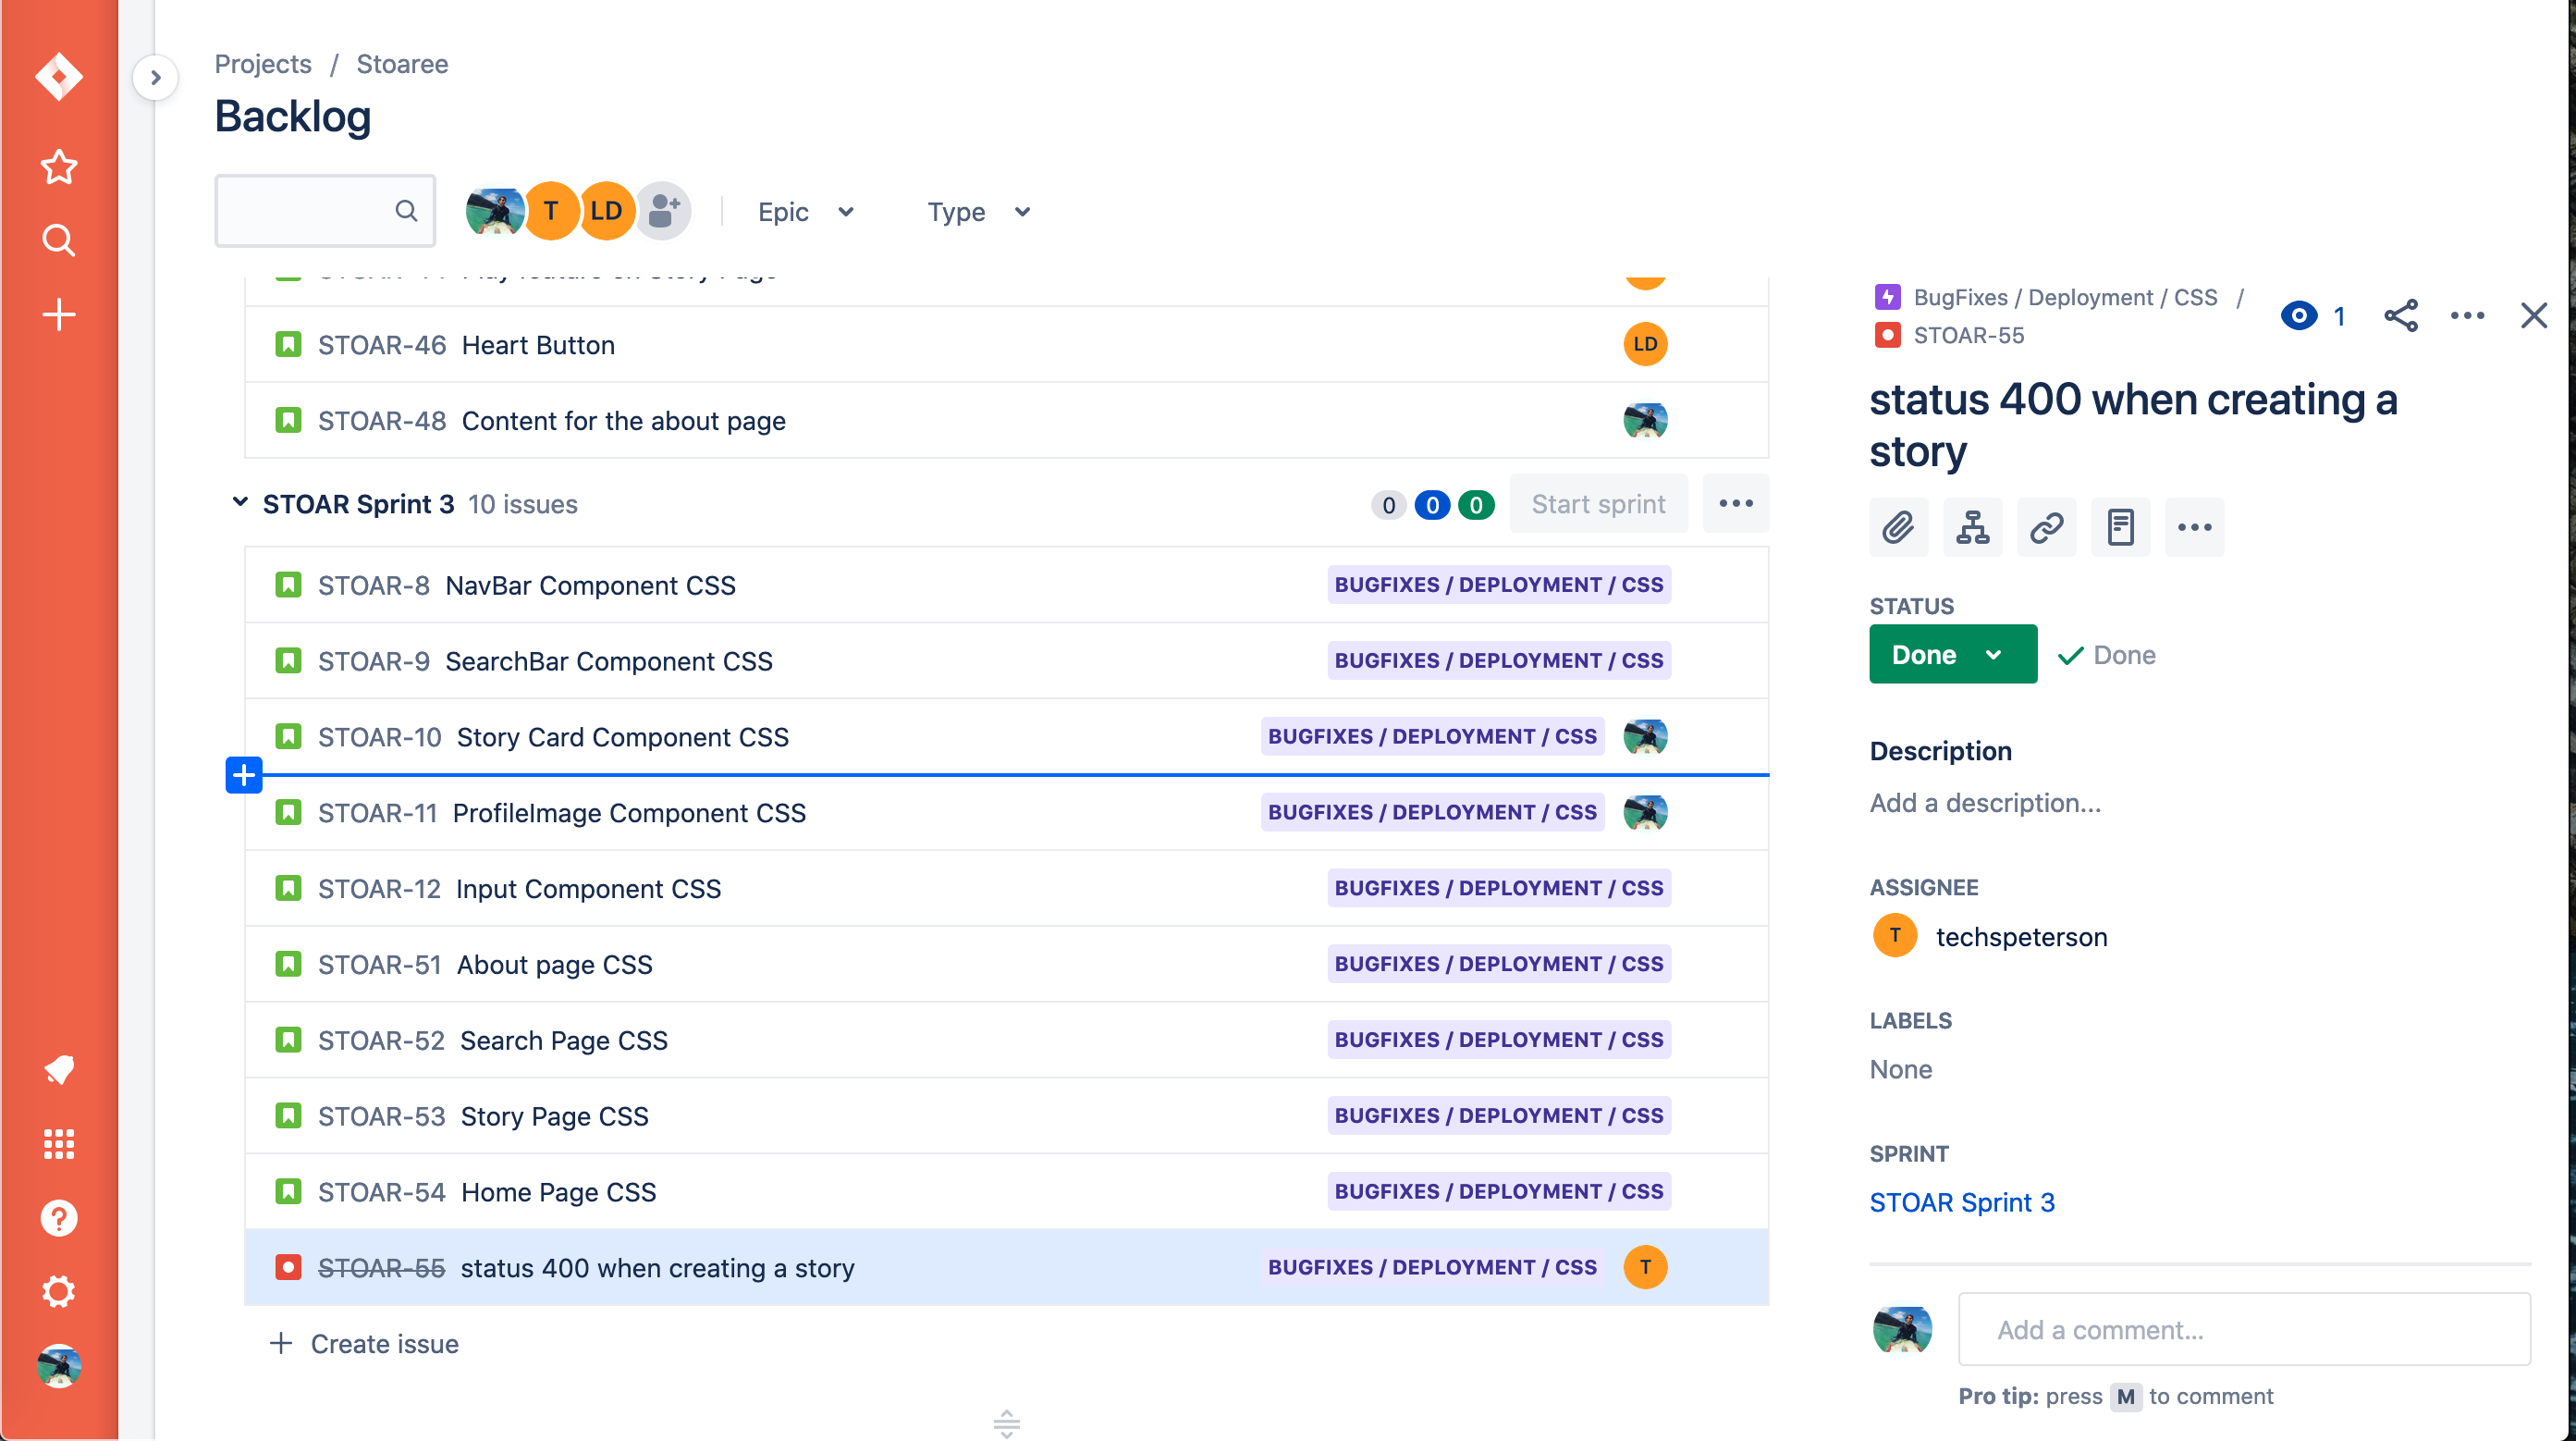 Projects / Stoaree
Backlog
T LD Epic Type
STOAR-46 Heart Button LD
STOAR-48 Content for the about page
STOAR Sprint 3 10 issues 0 0 0 Start sprint
STOAR-8 NavBar Component CSS BUGFIXES / DEPLOYMENT / CSS
STOAR-9 SearchBar Component CSS BUGFIXES / DEPLOYMENT / CSS
STOAR-10 Story Card Component CSS BUGFIXES / DEPLOYMENT / CSS
STOAR-11 ProfileImage Component CSS BUGFIXES / DEPLOYMENT / CSS
STOAR-12 Input Component CSS BUGFIXES / DEPLOYMENT / CSS
STOAR-51 About page CSS BUGFIXES / DEPLOYMENT / CSS
STOAR-52 Search Page CSS BUGFIXES / DEPLOYMENT / CSS
STOAR-53 Story Page CSS BUGFIXES / DEPLOYMENT / CSS
STOAR-54 Home Page CSS BUGFIXES / DEPLOYMENT / CSS
STOAR-55 status 400 when creating a story BUGFIXES / DEPLOYMENT / CSS T
Create issue
BugFixes / Deployment / CSS /
STOAR-55
1
status 400 when creating a
story
STATUS
Done Done
Description
Add a description...
ASSIGNEE
T techspeterson
LABELS
None
SPRINT
STOAR Sprint 3
Add a comment...
Pro tip: press M to comment